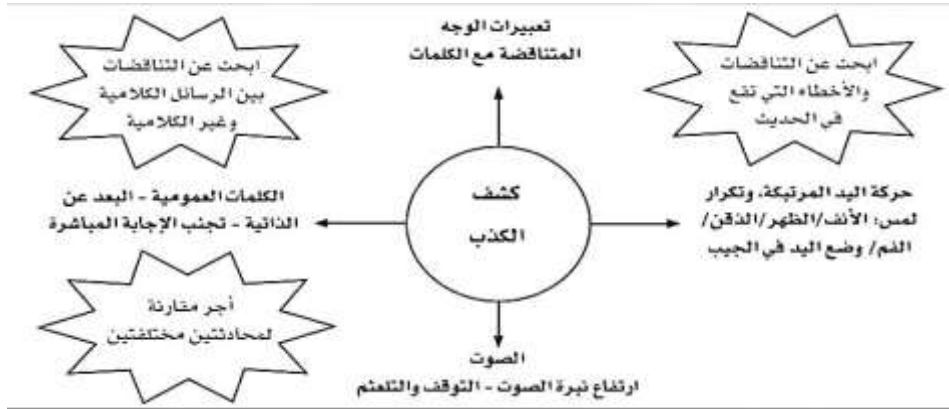 تعبيرات الوجه
المتناقضة مع الكلمات
ابحث عن التناقضات
والأخطاء التي تقع
في الحديث
ابحث عن التناقضات
بين الرسائل الكلامية
وغير الكلامية
كشف
الكذب
حركة اليد المرتبكة، وتكرار
لمس: الأنف/الظهر/الذقن/
الفم/ وضع اليد في الجيب
الكلمات العمومية - البعد عن
الذاتية - تجنب الإجابة المباشرة
أجر مقارنة
لمحادثتين مختلفتين
الصوت
ارتفاع نبرة الصوت - التوقف والتلعثم